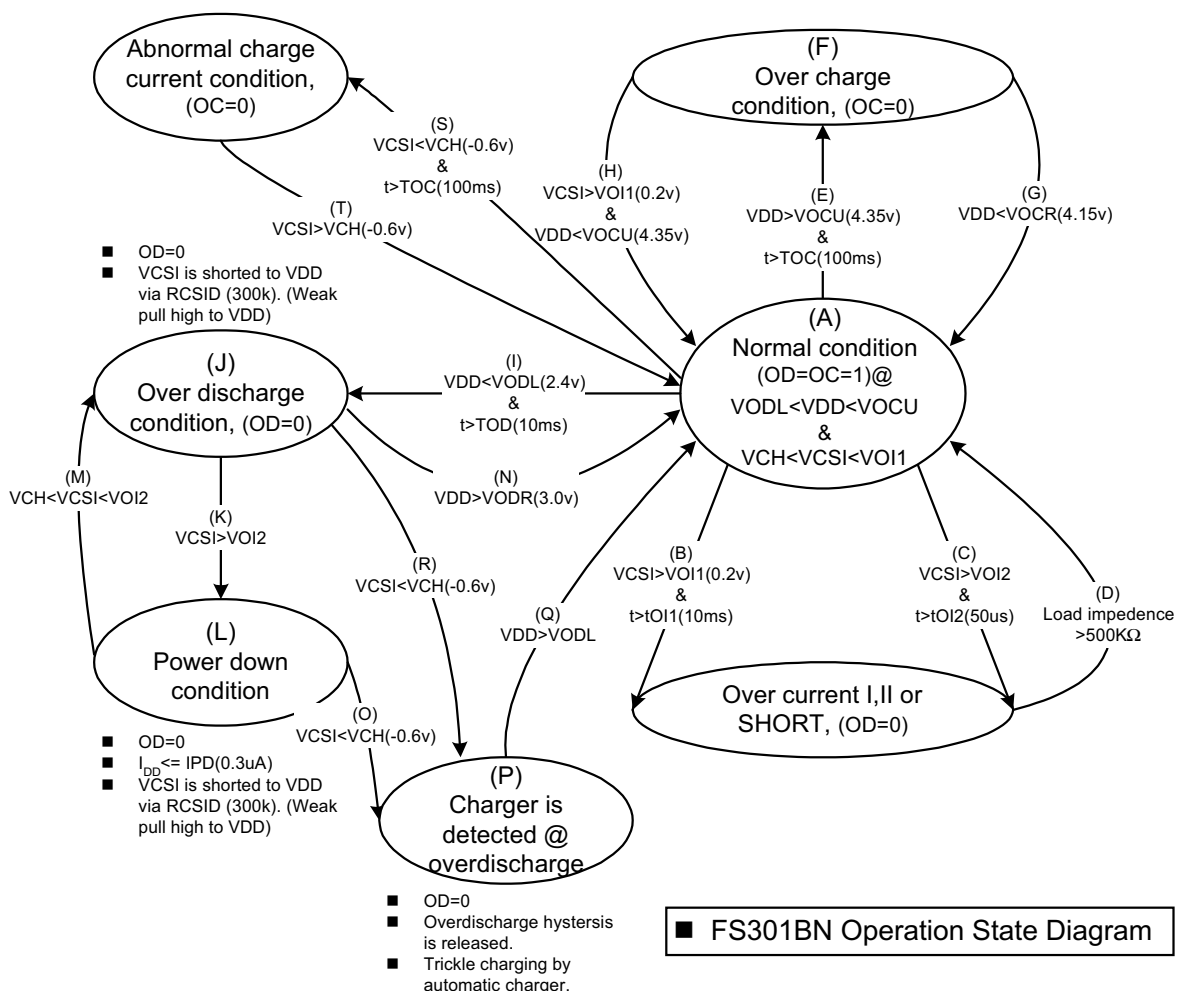 Abnormal charge
current condition,
(OC=0)
(F)
Over charge
condition, (OC=0)
(S)
VCSI<VCH(-0.6v)
&
t>TOC(100ms)
(H)
VCSI>VOI1(0.2v)
&
VDD<VOCU(4.35v)
(E)
VDD>VOCU(4.35v)
&
t>TOC(100ms)
(G)
VDD<VOCR(4.15v)
(T)
VCSI>VCH(-0.6v)
■ OD=0
■ VCSI is shorted to VDD
via RCSID (300k). (Weak
pull high to VDD)
(J)
Over discharge
condition, (OD=0)
(I)
VDD<VODL(2.4v)
&
t>TOD(10ms)
(A)
Normal condition
(OD=OC=1)@
VODL<VDD<VOCU
&
VCH<VCSI<VOI1
(M)
VCH<VCSI<VOI2
(N)
VDD>VODR(3.0v)
(K)
VCSI>VOI2
(R)
VCSI<VCH(-0.6v)
(B)
VCSI>VOI1(0.2v)
&
t>tOI1(10ms)
(C)
VCSI>VOI2
&
t>tOI2(50us)
(D)
Load impedence
>500KΩ
(Q)
VDD>VODL
(L)
Power down
condition
(O)
VCSI<VCH(-0.6v)
Over current I,II or
SHORT, (OD=0)
■ OD=0
■ IDD<= IPD(0.3uA)
■ VCSI is shorted to VDD
via RCSID (300k). (Weak
pull high to VDD)
(P)
Charger is
detected @
overdischarge
■ OD=0
■ Overdischarge hystersis
is released.
■ Trickle charging by
automatic charger.
■ FS301BN Operation State Diagram